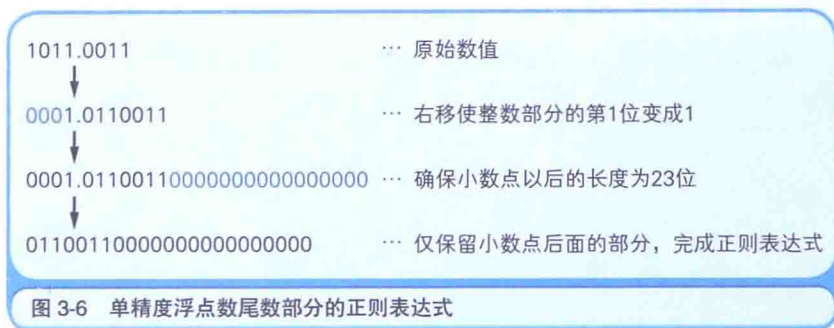 1011.0011 … 原始数值
0001.0110011 … 右移使整数部分的第1位变成1
0001.01100110000000000000000 … 确保小数点以后的长度为23位
01100110000000000000000 … 仅保留小数点后面的部分，完成正则表达式
图 3-6 单精度浮点数尾数部分的正则表达式